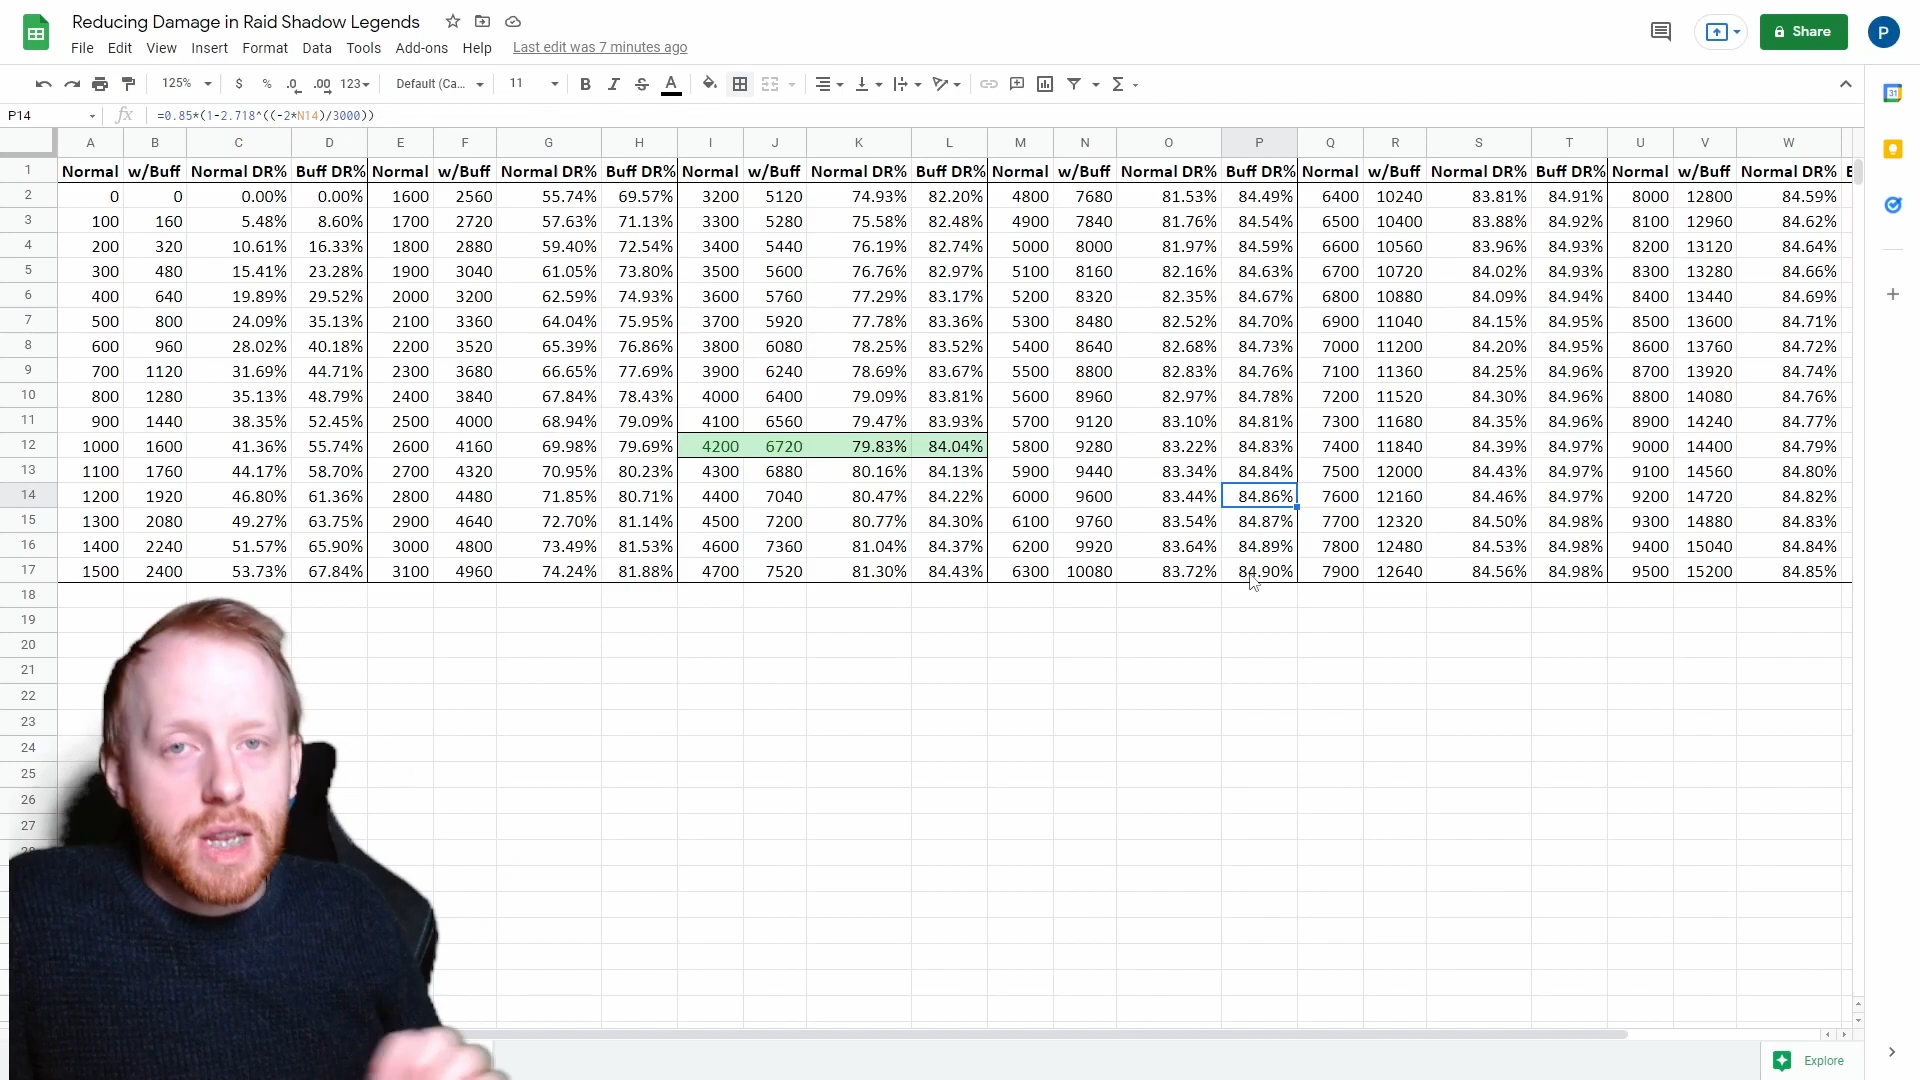 Reducing Damage in Raid Shadow Legends
File Edit View Insert Format Data Tools Add-ons Help Last edit was 7 minutes ago
Share
P
125% $ % .0 .00 123 Default (Ca... 11 B I S A
P14 fx =0.85*(1-2.718^((-2*N14)/3000))
A B C D E F G H I J K L M N O P Q R S T U V W
1 Normal w/Buff Normal DR% Buff DR% Normal w/Buff Normal DR% Buff DR% Normal w/Buff Normal DR% Buff DR% Normal w/Buff Normal DR% Buff DR% Normal w/Buff Normal DR% Buff DR% Normal w/Buff Normal DR%
2 0 0 0.00% 0.00% 1600 2560 55.74% 69.57% 3200 5120 74.93% 82.20% 4800 7680 81.53% 84.49% 6400 10240 83.81% 84.91% 8000 12800 84.59%
3 100 160 5.48% 8.60% 1700 2720 57.63% 71.13% 3300 5280 75.58% 82.48% 4900 7840 81.76% 84.54% 6500 10400 83.88% 84.92% 8100 12960 84.62%
4 200 320 10.61% 16.33% 1800 2880 59.40% 72.54% 3400 5440 76.19% 82.74% 5000 8000 81.97% 84.59% 6600 10560 83.96% 84.93% 8200 13120 84.64%
5 300 480 15.41% 23.28% 1900 3040 61.05% 73.80% 3500 5600 76.76% 82.97% 5100 8160 82.16% 84.63% 6700 10720 84.02% 84.93% 8300 13280 84.66%
6 400 640 19.89% 29.52% 2000 3200 62.59% 74.93% 3600 5760 77.29% 83.17% 5200 8320 82.35% 84.67% 6800 10880 84.09% 84.94% 8400 13440 84.69%
7 500 800 24.09% 35.13% 2100 3360 64.04% 75.95% 3700 5920 77.78% 83.36% 5300 8480 82.52% 84.70% 6900 11040 84.15% 84.95% 8500 13600 84.71%
8 600 960 28.02% 40.18% 2200 3520 65.39% 76.86% 3800 6080 78.25% 83.52% 5400 8640 82.68% 84.73% 7000 11200 84.20% 84.95% 8600 13760 84.72%
9 700 1120 31.69% 44.71% 2300 3680 66.65% 77.69% 3900 6240 78.69% 83.67% 5500 8800 82.83% 84.76% 7100 11360 84.25% 84.96% 8700 13920 84.74%
10 800 1280 35.13% 48.79% 2400 3840 67.84% 78.43% 4000 6400 79.09% 83.81% 5600 8960 82.97% 84.78% 7200 11520 84.30% 84.96% 8800 14080 84.76%
11 900 1440 38.35% 52.45% 2500 4000 68.94% 79.09% 4100 6560 79.47% 83.93% 5700 9120 83.10% 84.81% 7300 11680 84.35% 84.96% 8900 14240 84.77%
12 1000 1600 41.36% 55.74% 2600 4160 69.98% 79.69% 4200 6720 79.83% 84.04% 5800 9280 83.22% 84.83% 7400 11840 84.39% 84.97% 9000 14400 84.79%
13 1100 1760 44.17% 58.70% 2700 4320 70.95% 80.23% 4300 6880 80.16% 84.13% 5900 9440 83.34% 84.84% 7500 12000 84.43% 84.97% 9100 14560 84.80%
14 1200 1920 46.80% 61.36% 2800 4480 71.85% 80.71% 4400 7040 80.47% 84.22% 6000 9600 83.44% 84.86% 7600 12160 84.46% 84.97% 9200 14720 84.82%
15 1300 2080 49.27% 63.75% 2900 4640 72.70% 81.14% 4500 7200 80.77% 84.30% 6100 9760 83.54% 84.87% 7700 12320 84.50% 84.98% 9300 14880 84.83%
16 1400 2240 51.57% 65.90% 3000 4800 73.49% 81.53% 4600 7360 81.04% 84.37% 6200 9920 83.64% 84.89% 7800 12480 84.53% 84.98% 9400 15040 84.84%
17 1500 2400 53.73% 67.84% 3100 4960 74.24% 81.88% 4700 7520 81.30% 84.43% 6300 10080 83.72% 84.90% 7900 12640 84.56% 84.98% 9500 15200 84.85%
18
19
20
21
22
23
24
25
26
27
Explore